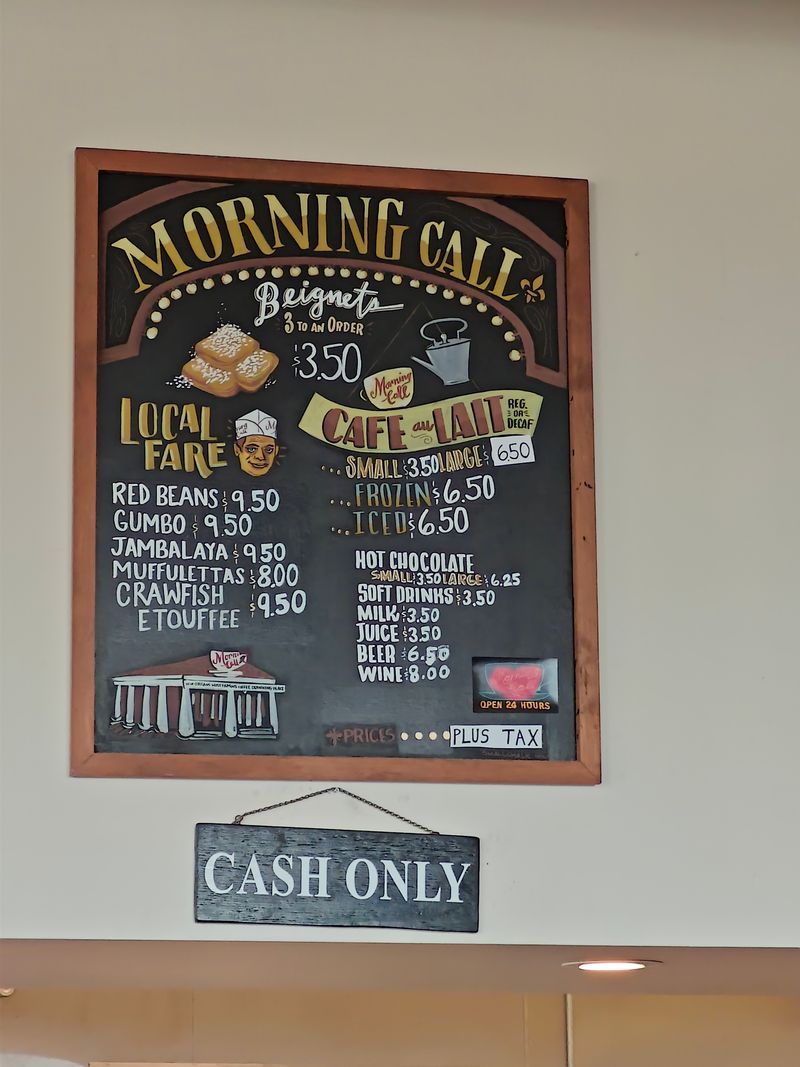 MORNING CALL
Beignets
3 TO AN ORDER
$3.50
Morning
Call
CAFE au LAIT
REG.
OR
DECAF
...SMALL $3.50 LARGE $6.50
...FROZEN $6.50
...ICED $6.50
LOCAL
FARE
RED BEANS $9.50
GUMBO $9.50
JAMBALAYA $9.50
MUFFULETTAS $8.00
CRAWFISH
ETOUFFEE $9.50
HOT CHOCOLATE
SMALL $3.50 LARGE $6.25
SOFT DRINKS $3.50
MILK $3.50
JUICE $3.50
BEER $6.50
WINE $8.00
OPEN 24 HOURS
PRICES....PLUS TAX
CASH ONLY